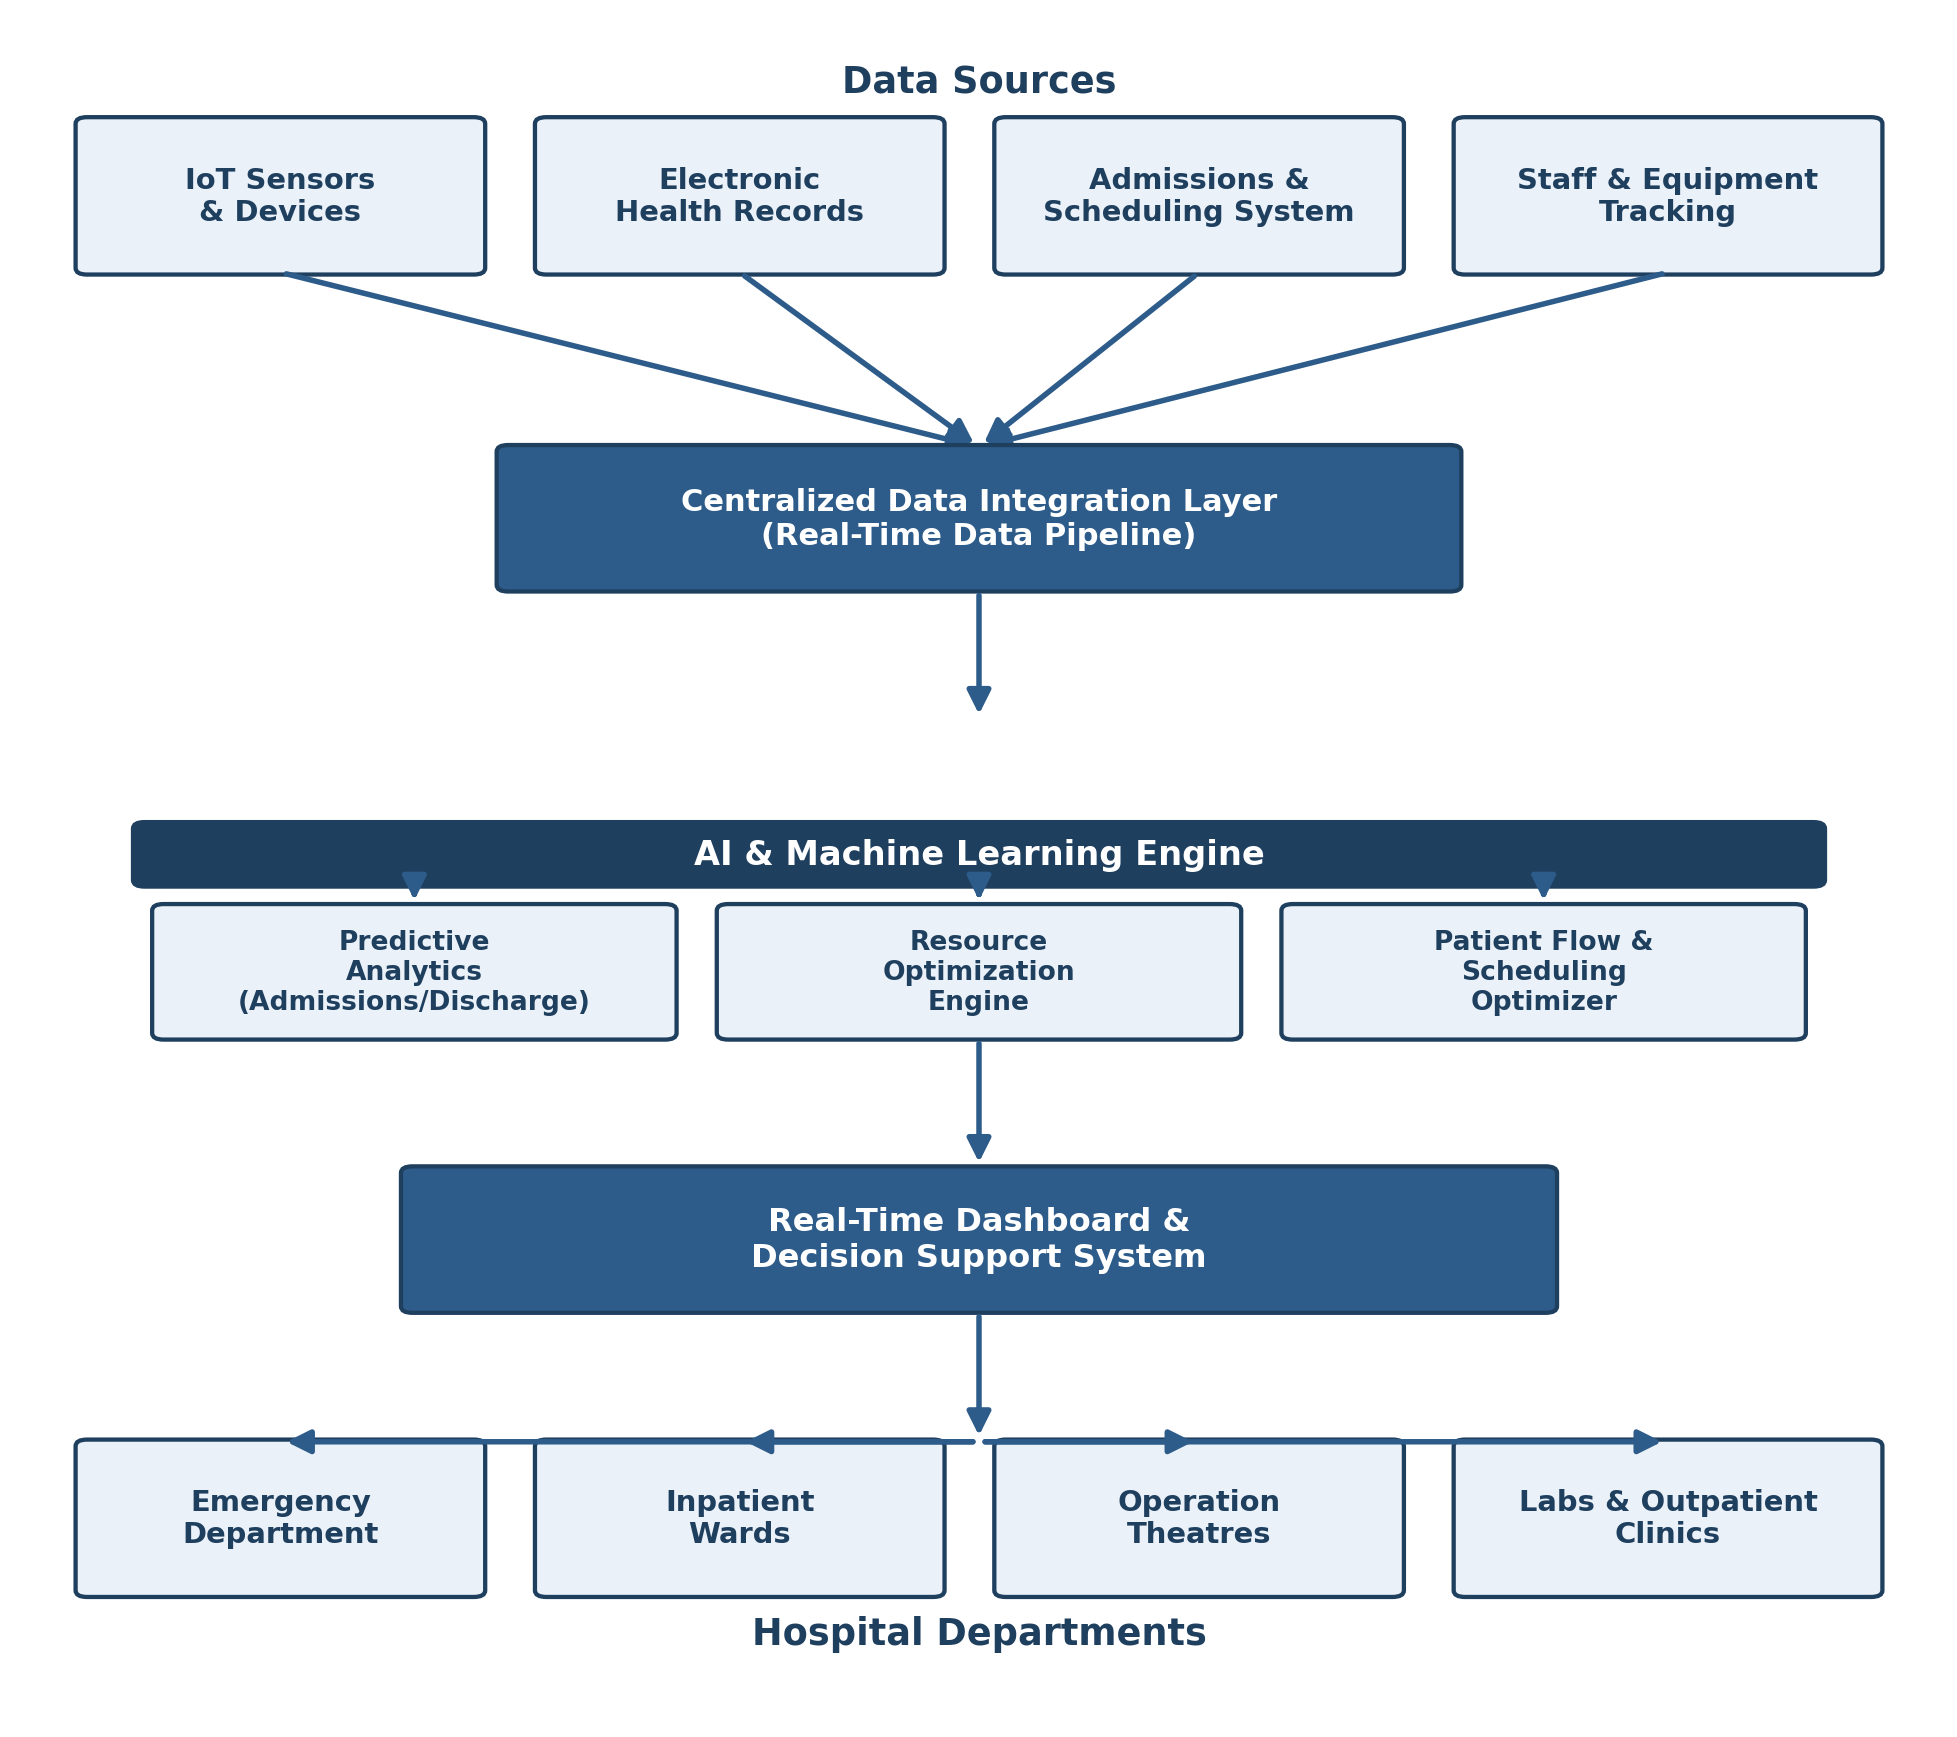 Data Sources
IoT Sensors
& Devices
Electronic
Health Records
Admissions &
Scheduling System
Staff & Equipment
Tracking
Centralized Data Integration Layer
(Real-Time Data Pipeline)
AI & Machine Learning Engine
Predictive
Analytics
(Admissions/Discharge)
Resource
Optimization
Engine
Patient Flow &
Scheduling
Optimizer
Real-Time Dashboard &
Decision Support System
Emergency
Department
Inpatient
Wards
Operation
Theatres
Labs & Outpatient
Clinics
Hospital Departments